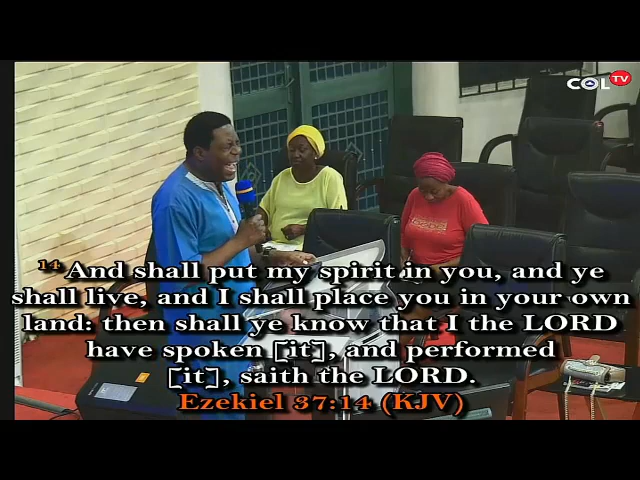 COL TV
14 And shall put my spirit in you, and ye
shall live, and I shall place you in your own
land: then shall ye know that I the LORD
have spoken [it], and performed
[it], saith the LORD.
Ezekiel 37:14 (KJV)